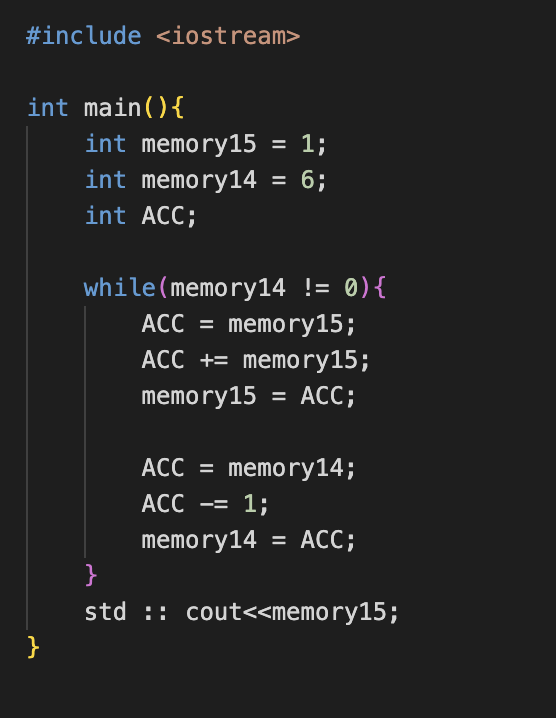 #include <iostream>
int main(){
int memory15 = 1;
int memory14 = 6;
int ACC;
while(memory14 != 0){
ACC = memory15;
ACC += memory15;
memory15 = ACC;
ACC = memory14;
ACC -= 1;
memory14 = ACC;
}
std :: cout<<memory15;
}